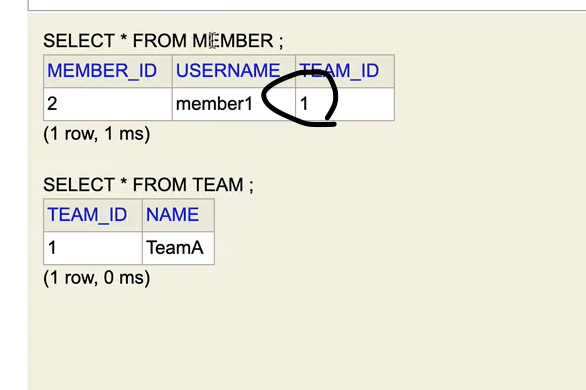 SELECT * FROM MEMBER ;
MEMBER_ID USERNAME TEAM_ID
2 member1 1
(1 row, 1 ms)
SELECT * FROM TEAM ;
TEAM_ID NAME
1 TeamA
(1 row, 0 ms)